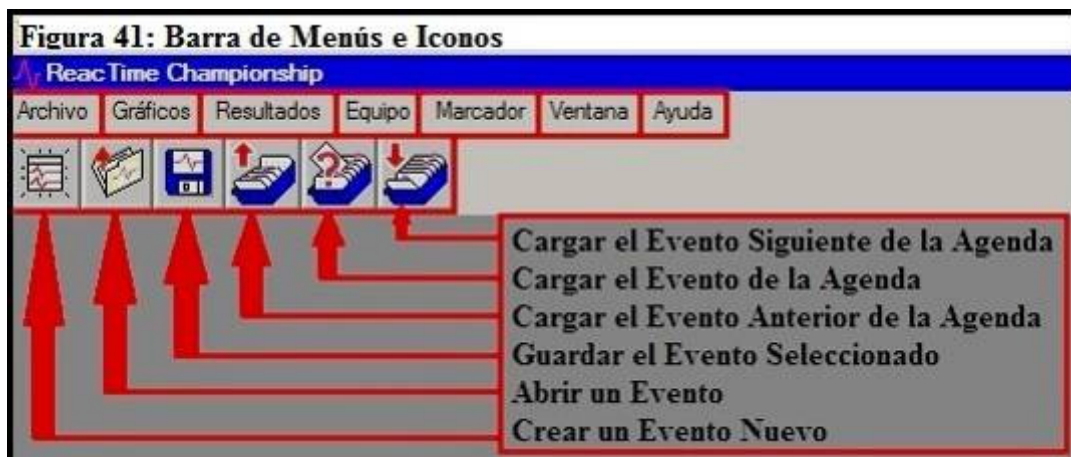 Figura 41: Barra de Menús e Iconos
ReacTime Championship
Archivo Gráficos Resultados Equipo Marcador Ventana Ayuda
Cargar el Evento Siguiente de la Agenda
Cargar el Evento de la Agenda
Cargar el Evento Anterior de la Agenda
Guardar el Evento Seleccionado
Abrir un Evento
Crear un Evento Nuevo